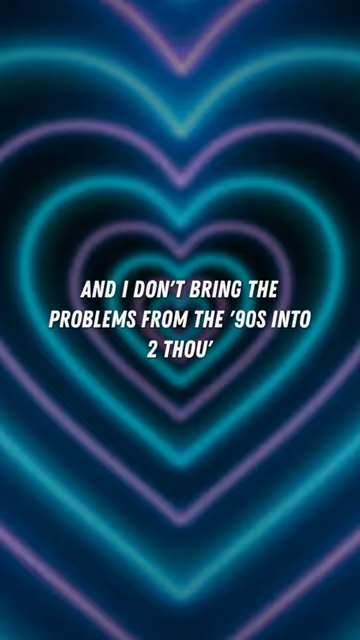 AND I DON'T BRING THE
PROBLEMS FROM THE '90S INTO
2 THOU'